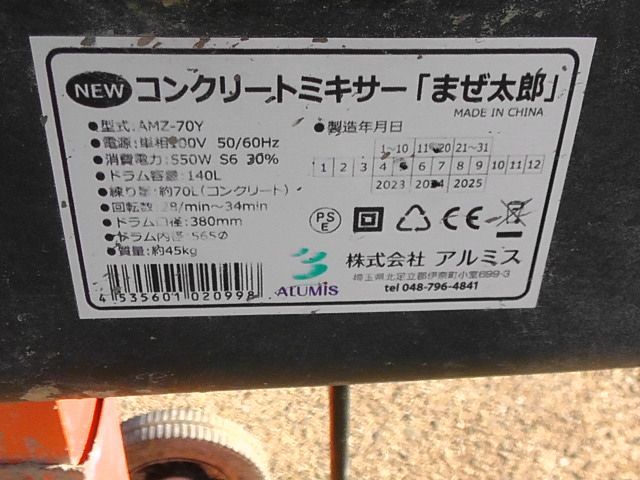 NEW コンクリートミキサー「まぜ太郎」
MADE IN CHINA
●型式:AMZ-70Y
●電源:単相100V 50/60Hz
●消費電力:550W S6 30%
●ドラム容量:140L
●練り量:約70L(コンクリート)
●回転数:28/min～34min
●ドラム口径:380mm
●ドラム内径:565Ø
●質量:約45kg
●製造年月日
1~10 11~20 21~31
1 2 3 4 5 6 7 8 9 10 11 12
2023 2024 2025
PS
E
CE
4 535601 020998
ALUMIS
株式会社 アルミス
埼玉県北足立郡伊奈町小室699-3
tel 048-796-4841